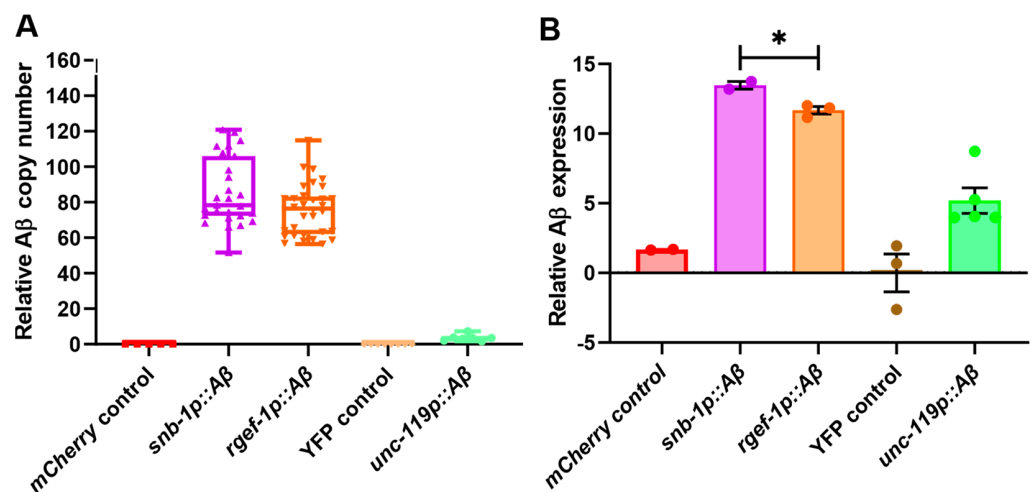 A
Relative Aβ copy number
160
140
120
100
80
60
40
20
0
mCherry control
snb-1p::Aβ
rgef-1p::Aβ
YFP control
unc-119p::Aβ
B
Relative Aβ expression
15
10
5
0
-5
*
mCherry control
snb-1p::Aβ
rgef-1p::Aβ
YFP control
unc-119p::Aβ